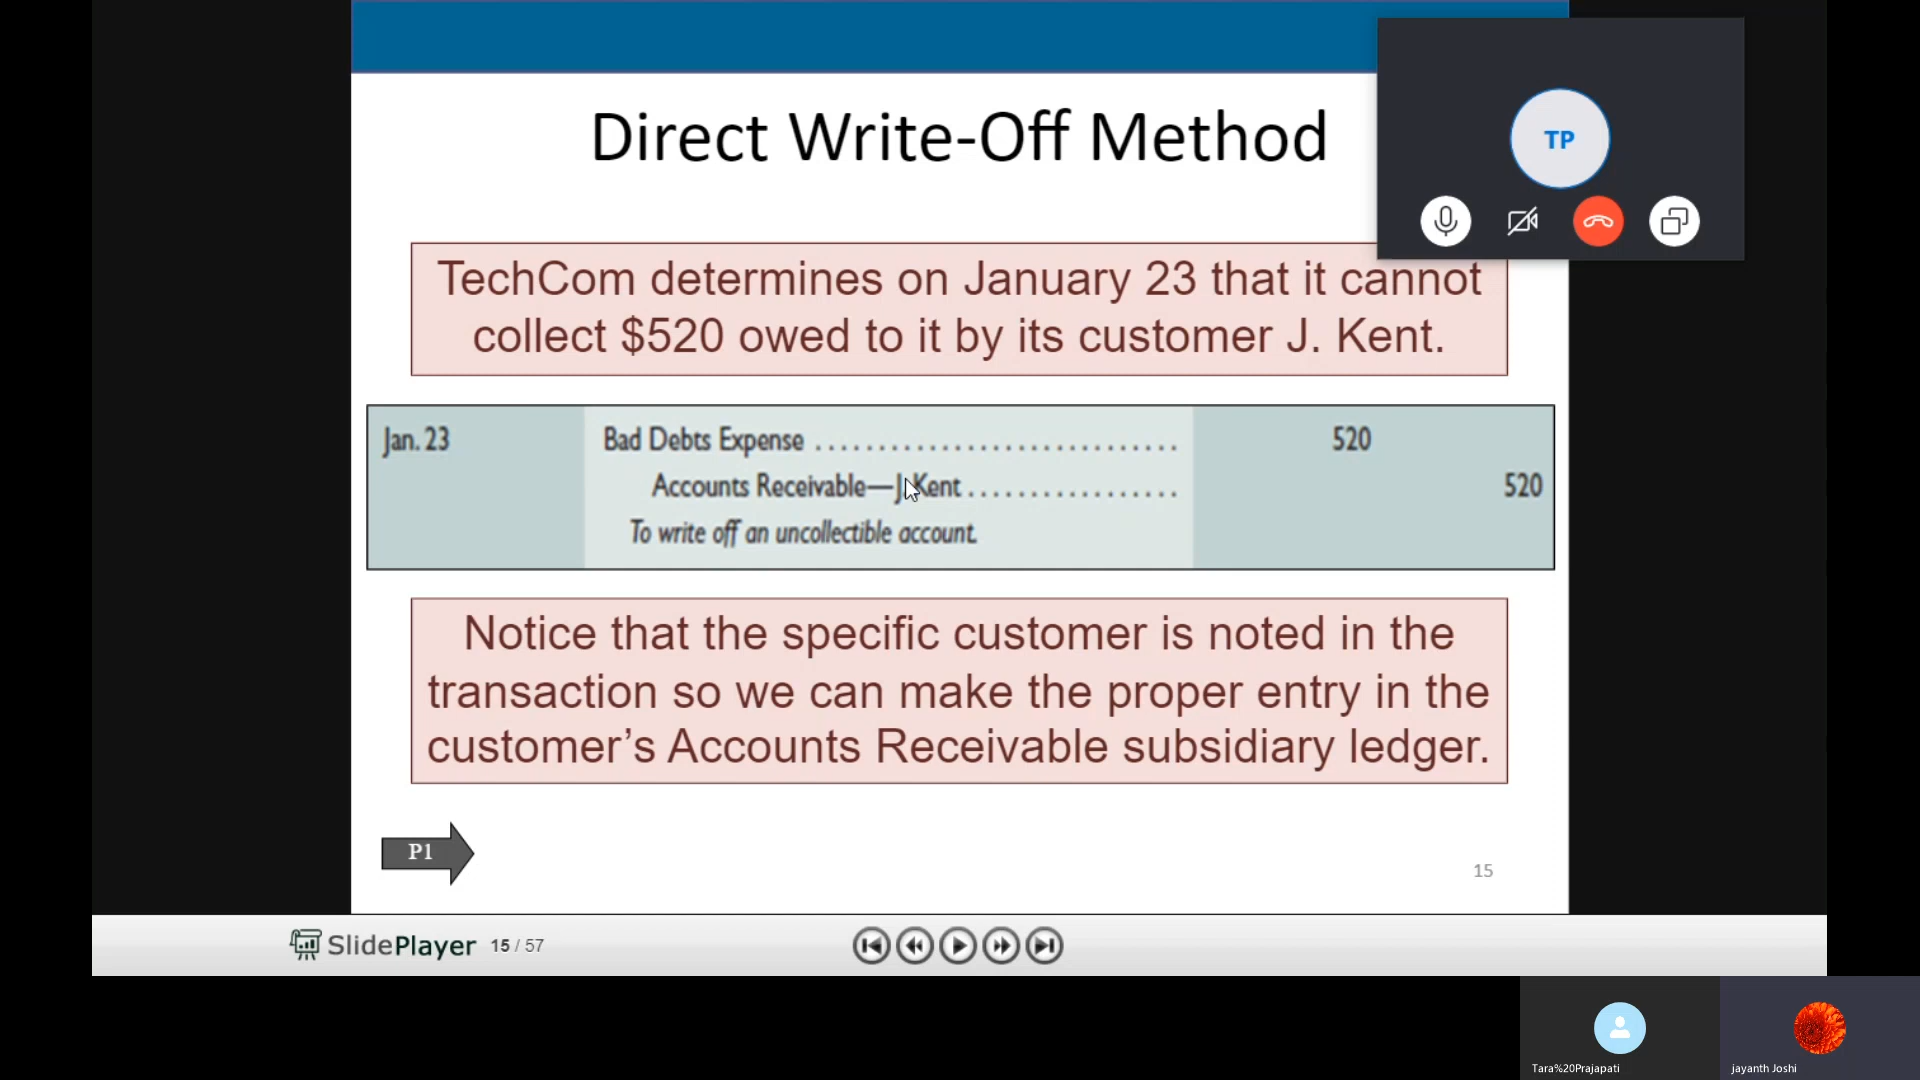 Direct Write-Off Method
TP
TechCom determines on January 23 that it cannot
collect $520 owed to it by its customer J. Kent.
Jan. 23 Bad Debts Expense ............................. 520
Accounts Receivable—J. Kent ................. 520
To write off an uncollectible account.
Notice that the specific customer is noted in the
transaction so we can make the proper entry in the
customer’s Accounts Receivable subsidiary ledger.
P1
15
SlidePlayer 15 / 57
Tara%20Prajapati
jayanth Joshi